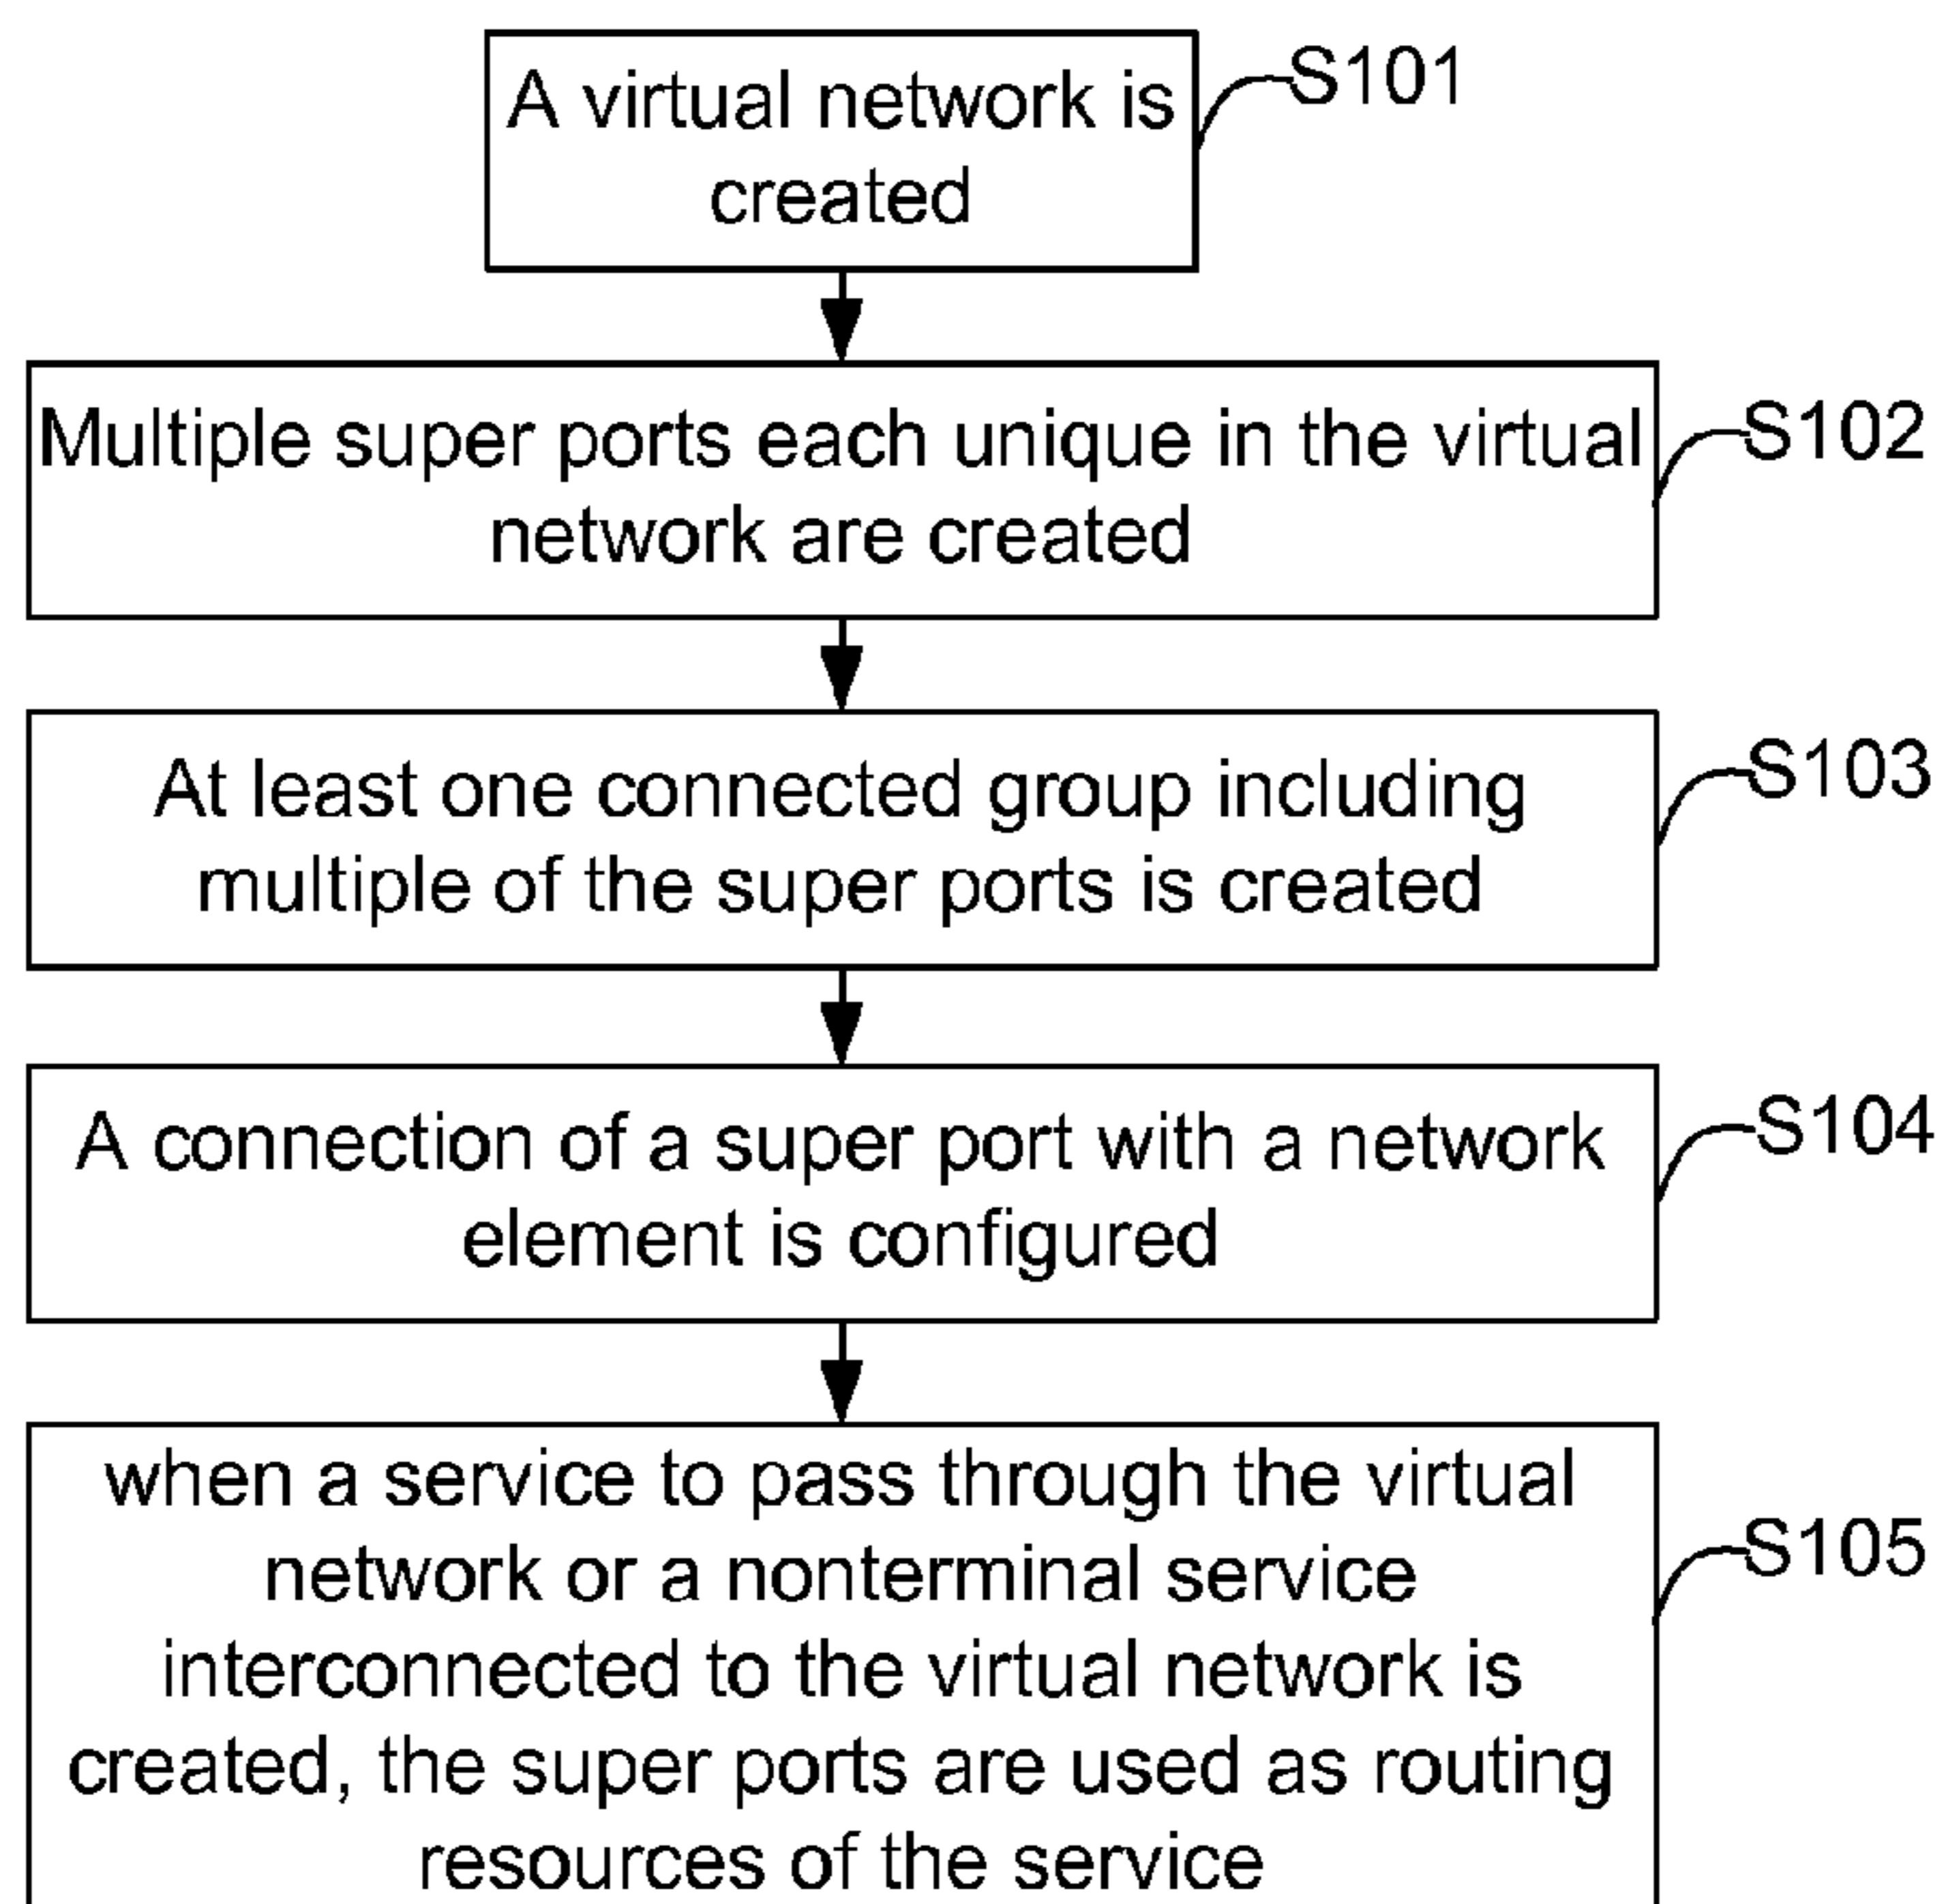 A virtual network is
created
S101
Multiple super ports each unique in the virtual
network are created
S102
At least one connected group including
multiple of the super ports is created
S103
A connection of a super port with a network
element is configured
S104
when a service to pass through the virtual
network or a nonterminal service
interconnected to the virtual network is
created, the super ports are used as routing
resources of the service
S105